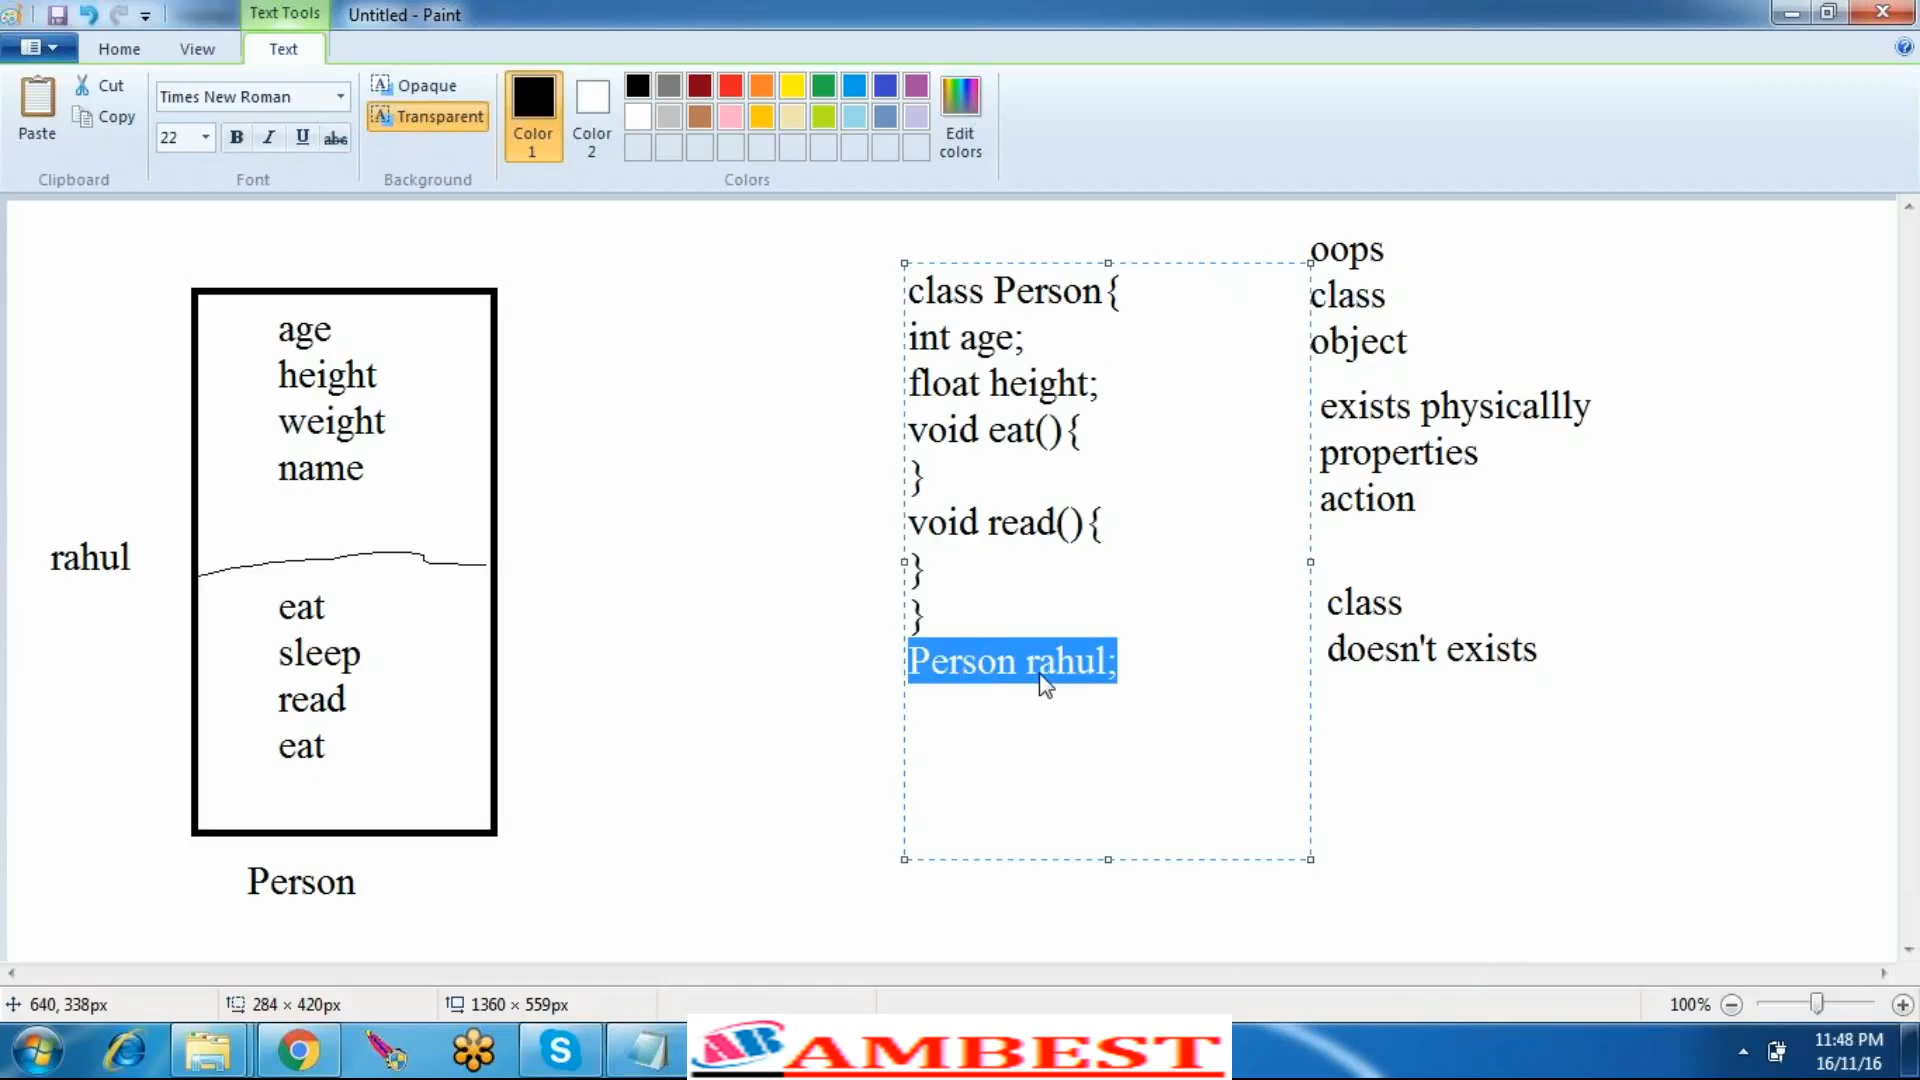 Text Tools
Untitled - Paint
Home
View
Text
Paste
Cut
Copy
Clipboard
Times New Roman
22
B I U abc
Font
Opaque
Transparent
Background
Color
1
Color
2
Edit
colors
Colors
age
height
weight
name
rahul
eat
sleep
read
eat
Person
class Person{
int age;
float height;
void eat(){
}
void read(){
}
}
Person rahul;
oops
class
object
exists physicallly
properties
action
class
doesn't exists
640, 338px
284 × 420px
1360 × 559px
100%
AMBEST
11:48 PM
16/11/16